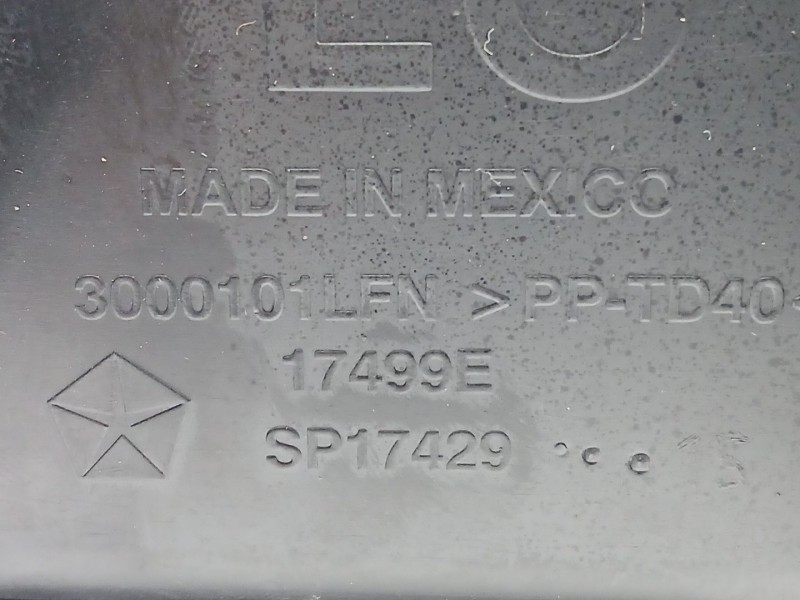 MADE IN MEXICO
3000101LFN >PP-TD40<
17499E
SP17429